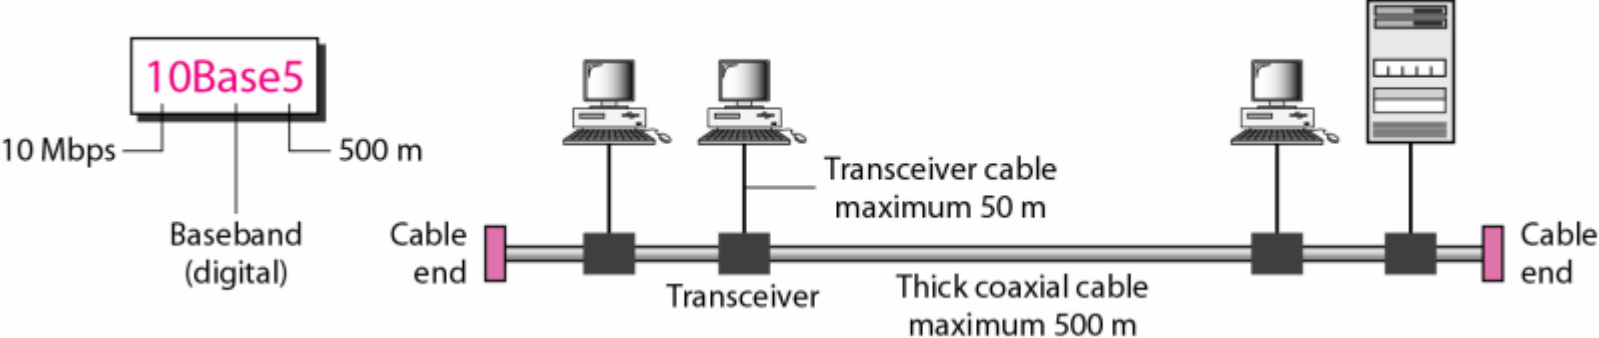 10Base5
10 Mbps
500 m
Baseband
(digital)
Cable
end
Transceiver cable
maximum 50 m
Transceiver
Thick coaxial cable
maximum 500 m
Cable
end